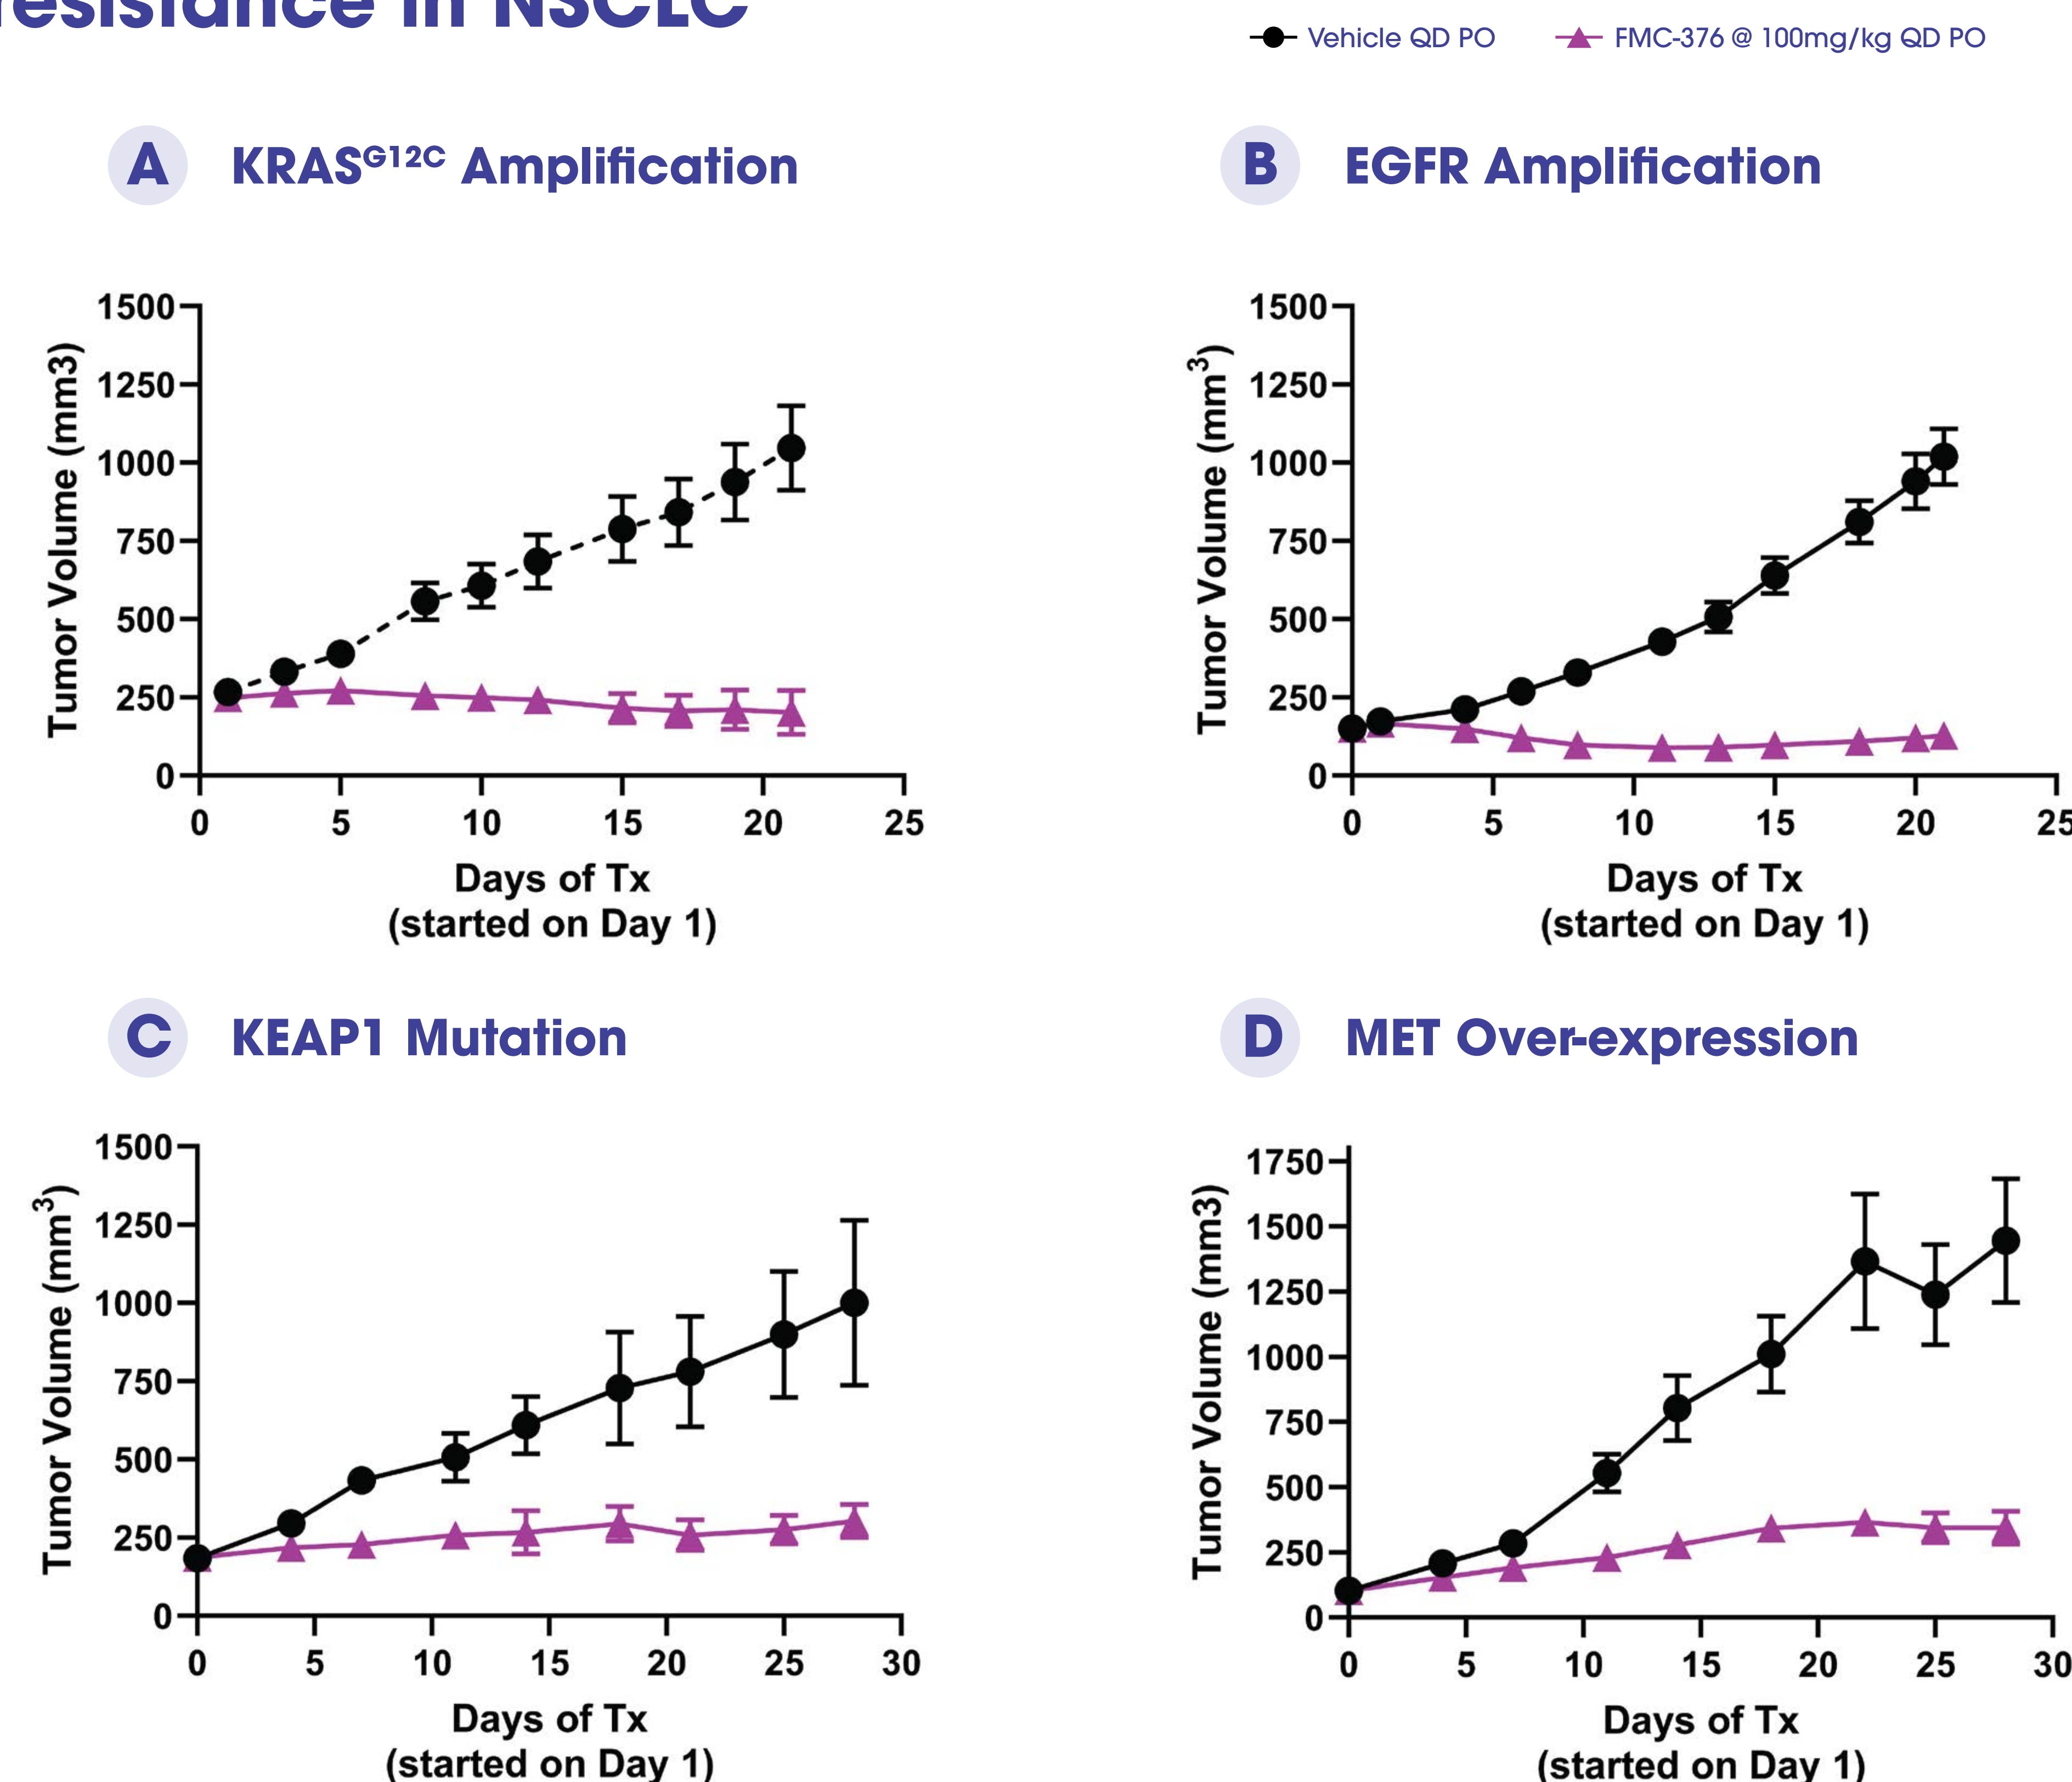 resistance in NSCLC
Vehicle QD PO
FMC-376 @ 100mg/kg QD PO
A KRASG12C Amplification
Tumor Volume (mm3)
1500
1250
1000
750
500
250
0
0 5 10 15 20 25
Days of Tx
(started on Day 1)
B EGFR Amplification
Tumor Volume (mm3)
1500
1250
1000
750
500
250
0
0 5 10 15 20 25
Days of Tx
(started on Day 1)
C KEAP1 Mutation
Tumor Volume (mm3)
1500
1250
1000
750
500
250
0
0 5 10 15 20 25 30
Days of Tx
(started on Day 1)
D MET Over-expression
Tumor Volume (mm3)
1750
1500
1250
1000
750
500
250
0
0 5 10 15 20 25 30
Days of Tx
(started on Day 1)